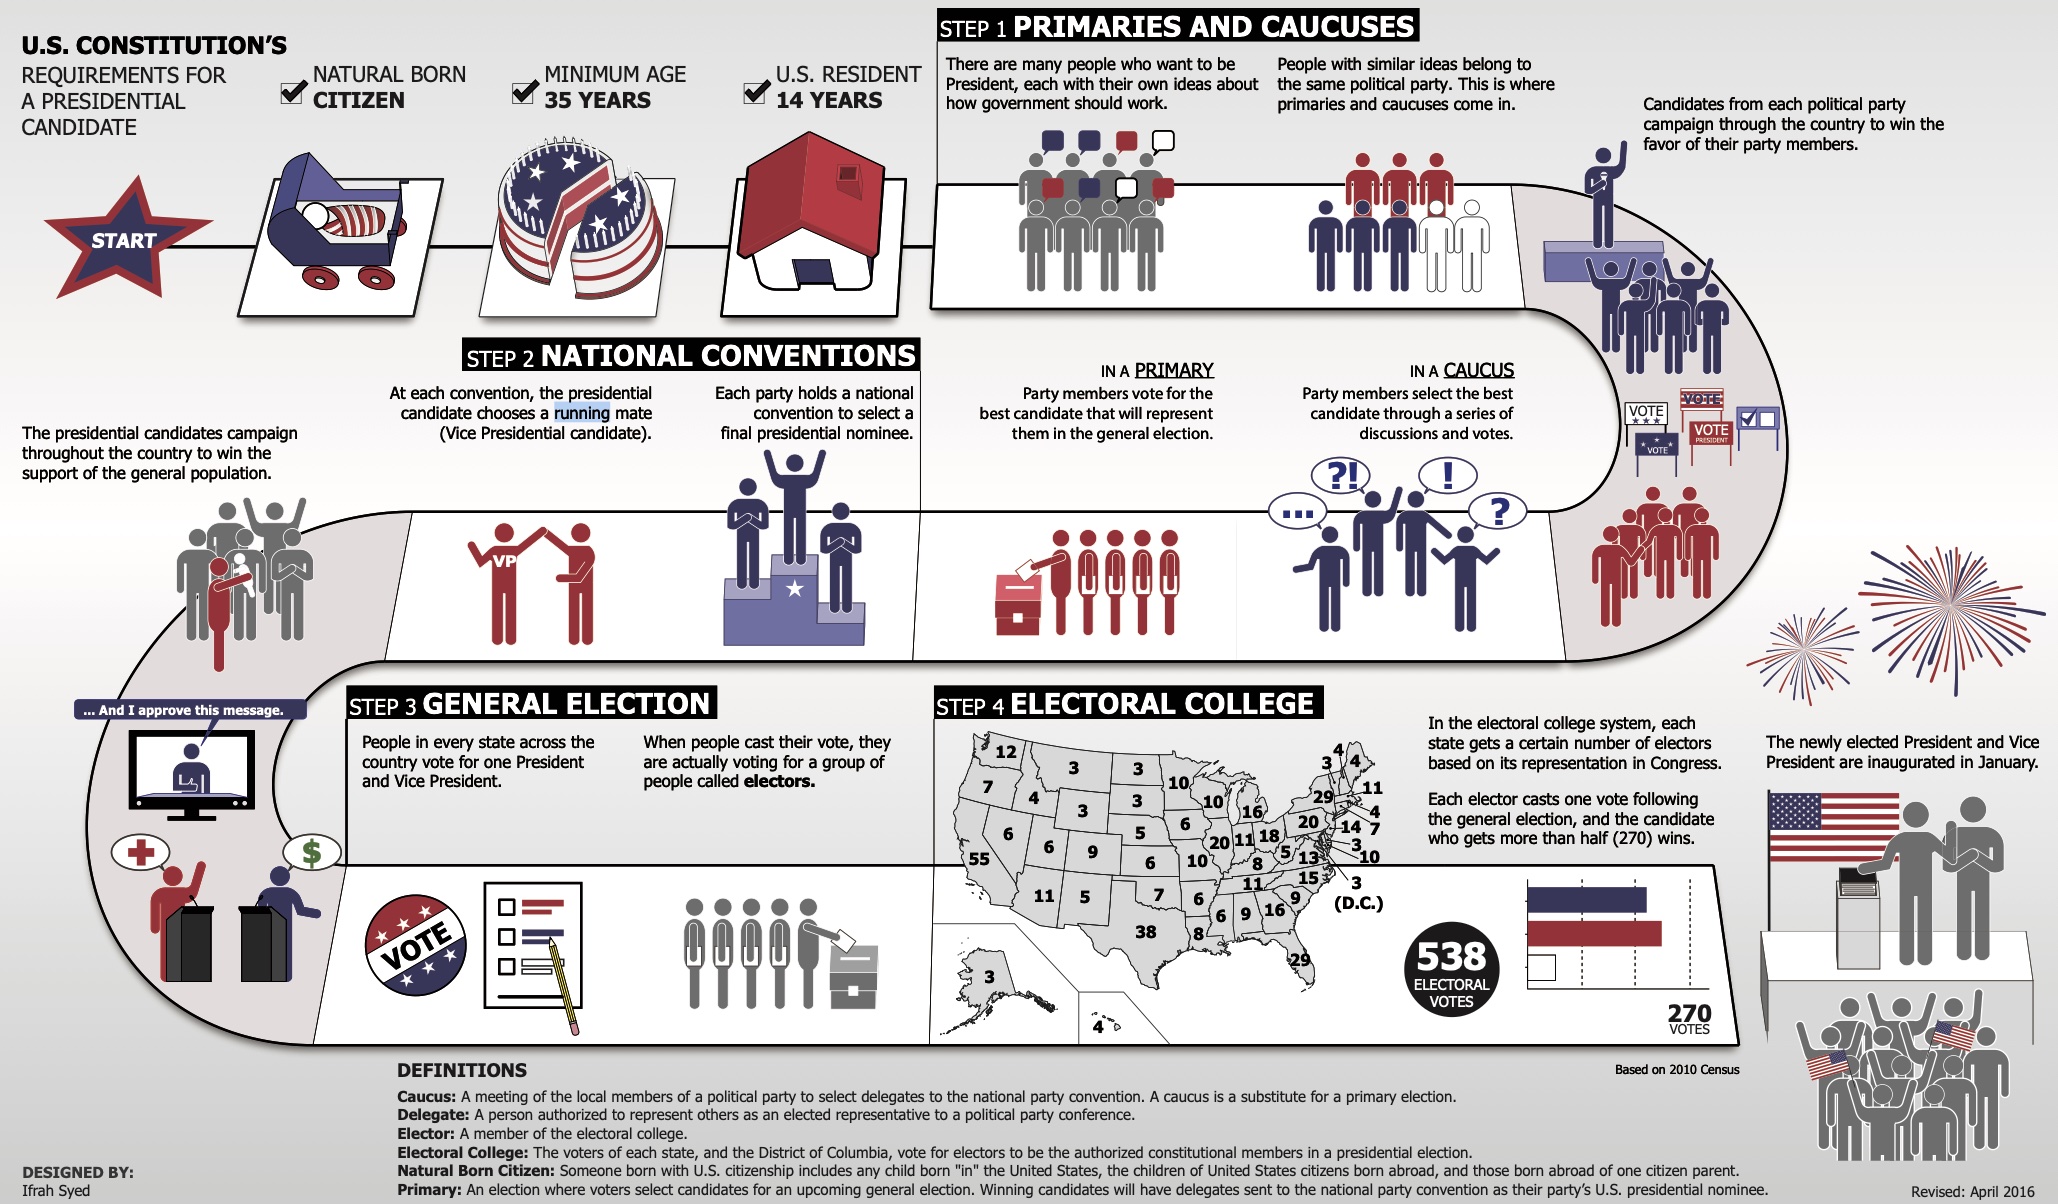 U.S. CONSTITUTION'S
REQUIREMENTS FOR
A PRESIDENTIAL
CANDIDATE
NATURAL BORN
CITIZEN
MINIMUM AGE
35 YEARS
U.S. RESIDENT
14 YEARS
START
STEP 1 PRIMARIES AND CAUCUSES
There are many people who want to be
President, each with their own ideas about
how government should work.
People with similar ideas belong to
the same political party. This is where
primaries and caucuses come in.
Candidates from each political party
campaign through the country to win the
favor of their party members.
VOTE
VOTE
VOTE
VOTE
PRESIDENT
IN A CAUCUS
Party members select the best
candidate through a series of
discussions and votes.
...
?!
!
?
IN A PRIMARY
Party members vote for the
best candidate that will represent
them in the general election.
STEP 2 NATIONAL CONVENTIONS
Each party holds a national
convention to select a
final presidential nominee.
At each convention, the presidential
candidate chooses a running mate
(Vice Presidential candidate).
VP
The presidential candidates campaign
throughout the country to win the
support of the general population.
... And I approve this message.
$
STEP 3 GENERAL ELECTION
People in every state across the
country vote for one President
and Vice President.
When people cast their vote, they
are actually voting for a group of
people called electors.
VOTE
STEP 4 ELECTORAL COLLEGE
12
7
55
6
4
3
3
6
11
9
5
3
3
5
6
7
38
10
6
10
6
8
10
20
16
11
18
8
11
6
9
16
29
9
15
13
5
20
29
3
4
4
11
4
7
14
3
10
3
(D.C.)
3
4
In the electoral college system, each
state gets a certain number of electors
based on its representation in Congress.
Each elector casts one vote following
the general election, and the candidate
who gets more than half (270) wins.
538
ELECTORAL
VOTES
270
VOTES
Based on 2010 Census
The newly elected President and Vice
President are inaugurated in January.
DEFINITIONS
Caucus: A meeting of the local members of a political party to select delegates to the national party convention. A caucus is a substitute for a primary election.
Delegate: A person authorized to represent others as an elected representative to a political party conference.
Elector: A member of the electoral college.
Electoral College: The voters of each state, and the District of Columbia, vote for electors to be the authorized constitutional members in a presidential election.
Natural Born Citizen: Someone born with U.S. citizenship includes any child born "in" the United States, the children of United States citizens born abroad, and those born abroad of one citizen parent.
Primary: An election where voters select candidates for an upcoming general election. Winning candidates will have delegates sent to the national party convention as their party's U.S. presidential nominee.
DESIGNED BY:
Ifrah Syed
Revised: April 2016